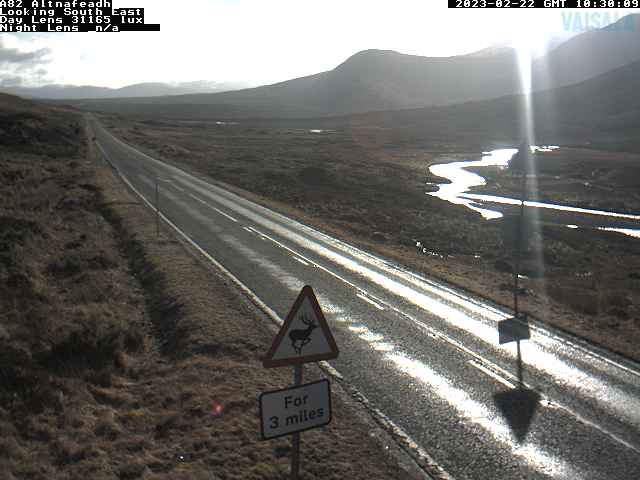 A82 Altnafeadh
Looking South East
Day Lens 31165 lux
Night Lens n/a
2023-02-22 GMT 10:30:09
VAISALA
For
3 miles